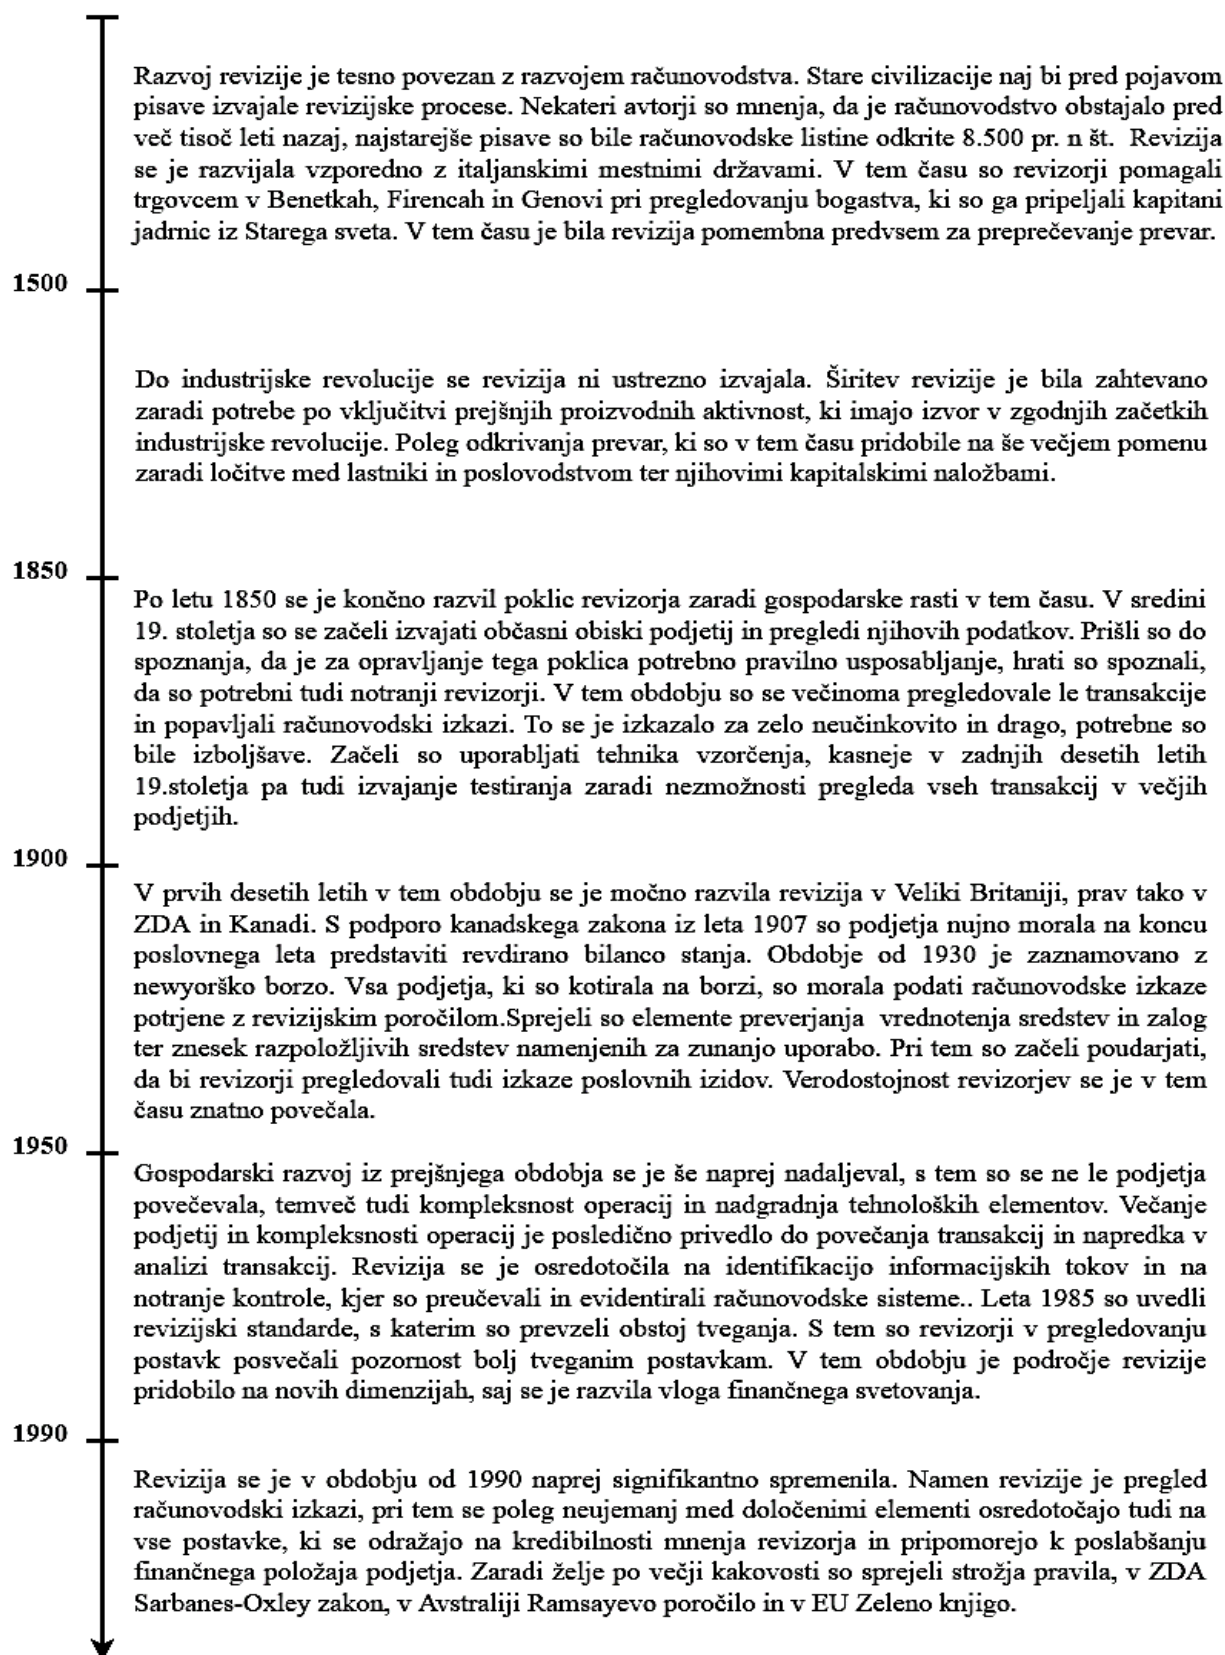 Razvoj revizije je tesno povezan z razvojem računovodstva. Stare civilizacije naj bi pred pojavom
pisave izvajale revizijske procese. Nekateri avtorji so mnenja, da je računovodstvo obstajalo pred
več tisoč leti nazaj, najstarejše pisave so bile računovodske listine odkrite 8.500 pr. n št.  Revizija
se je razvijala vzporedno z italjanskimi mestnimi državami. V tem času so revizorji pomagali
trgovcem v Benetkah, Firencah in Genovi pri pregledovanju bogastva, ki so ga pripeljali kapitani
jadrnic iz Starega sveta. V tem času je bila revizija pomembna predvsem za preprečevanje prevar.
1500
Do industrijske revolucije se revizija ni ustrezno izvajala. Širitev revizije je bila zahtevano
zaradi potrebe po vključitvi prejšnjih proizvodnih aktivnost, ki imajo izvor v zgodnjih začetkih
industrijske revolucije. Poleg odkrivanja prevar, ki so v tem času pridobile na še večjem pomenu
zaradi ločitve med lastniki in poslovodstvom ter njihovimi kapitalskimi naložbami.
1850
Po letu 1850 se je končno razvil poklic revizorja zaradi gospodarske rasti v tem času. V sredini
19. stoletja so se začeli izvajati občasni obiski podjetij in pregledi njihovih podatkov. Prišli so do
spoznanja, da je za opravljanje tega poklica potrebno pravilno usposabljanje, hrati so spoznali,
da so potrebni tudi notranji revizorji. V tem obdobju so se večinoma pregledovale le transakcije
in popavljali računovodski izkazi. To se je izkazalo za zelo neučinkovito in drago, potrebne so
bile izboljšave. Začeli so uporabljati tehnika vzorčenja, kasneje v zadnjih desetih letih
19.stoletja pa tudi izvajanje testiranja zaradi nezmožnosti pregleda vseh transakcij v večjih
podjetjih.
1900
V prvih desetih letih v tem obdobju se je močno razvila revizija v Veliki Britaniji, prav tako v
ZDA in Kanadi. S podporo kanadskega zakona iz leta 1907 so podjetja nujno morala na koncu
poslovnega leta predstaviti revdirano bilanco stanja. Obdobje od 1930 je zaznamovano z
newyorško borzo. Vsa podjetja, ki so kotirala na borzi, so morala podati računovodske izkaze
potrjene z revizijskim poročilom.Sprejeli so elemente preverjanja  vrednotenja sredstev in zalog
ter znesek razpoložljivih sredstev namenjenih za zunanjo uporabo. Pri tem so začeli poudarjati,
da bi revizorji pregledovali tudi izkaze poslovnih izidov. Verodostojnost revizorjev se je v tem
času znatno povečala.
1950
Gospodarski razvoj iz prejšnjega obdobja se je še naprej nadaljeval, s tem so se ne le podjetja
povečevala, temveč tudi kompleksnost operacij in nadgradnja tehnoloških elementov. Večanje
podjetij in kompleksnosti operacij je posledično privedlo do povečanja transakcij in napredka v
analizi transakcij. Revizija se je osredotočila na identifikacijo informacijskih tokov in na
notranje kontrole, kjer so preučevali in evidentirali računovodske sisteme.. Leta 1985 so uvedli
revizijski standarde, s katerim so prevzeli obstoj tveganja. S tem so revizorji v pregledovanju
postavk posvečali pozornost bolj tveganim postavkam. V tem obdobju je področje revizije
pridobilo na novih dimenzijah, saj se je razvila vloga finančnega svetovanja.
1990
Revizija se je v obdobju od 1990 naprej signifikantno spremenila. Namen revizije je pregled
računovodski izkazi, pri tem se poleg neujemanj med določenimi elementi osredotočajo tudi na
vse postavke, ki se odražajo na kredibilnosti mnenja revizorja in pripomorejo k poslabšanju
finančnega položaja podjetja. Zaradi želje po večji kakovosti so sprejeli strožja pravila, v ZDA
Sarbanes-Oxley zakon, v Avstraliji Ramsayevo poročilo in v EU Zeleno knjigo.